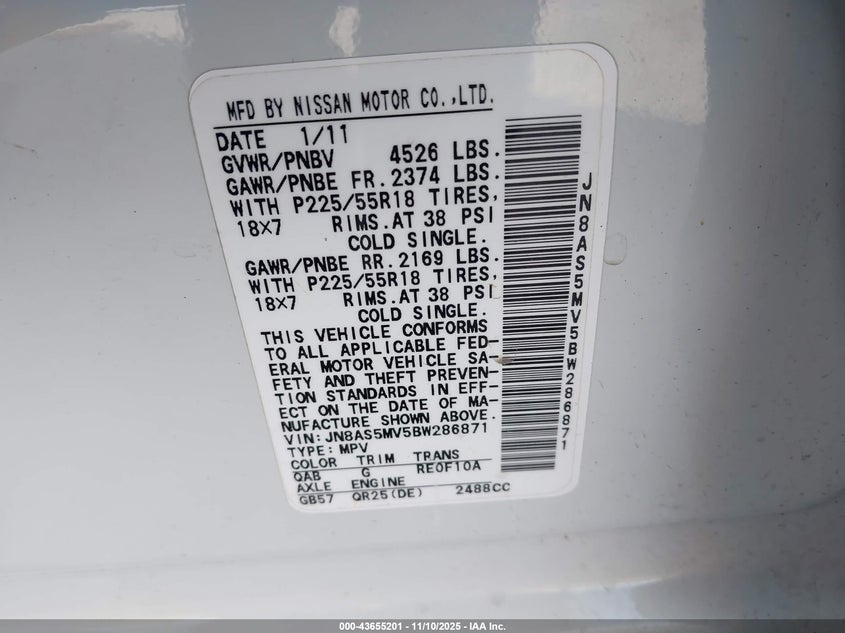 MFD BY NISSAN MOTOR CO.,LTD.
DATE 1/11
GVWR/PNBV 4526 LBS.
GAWR/PNBE FR.2374 LBS.
WITH P225/55R18 TIRES,
18X7 RIMS.AT 38 PSI
COLD SINGLE.
GAWR/PNBE RR.2169 LBS.
WITH P225/55R18 TIRES,
18X7 RIMS.AT 38 PSI
COLD SINGLE.
THIS VEHICLE CONFORMS
TO ALL APPLICABLE FED-
ERAL MOTOR VEHICLE SA-
FETY AND THEFT PREVEN-
TION STANDARDS IN EFF-
ECT ON THE DATE OF MA-
NUFACTURE SHOWN ABOVE.
VIN:JN8AS5MV5BW286871
TYPE:MPV
COLOR TRIM TRANS
QAB G RE0F10A
AXLE ENGINE
GB57 QR25(DE) 2488CC
JN8AS5MV5BW286871
000-43655201 - 11/10/2025 - IAA Inc.